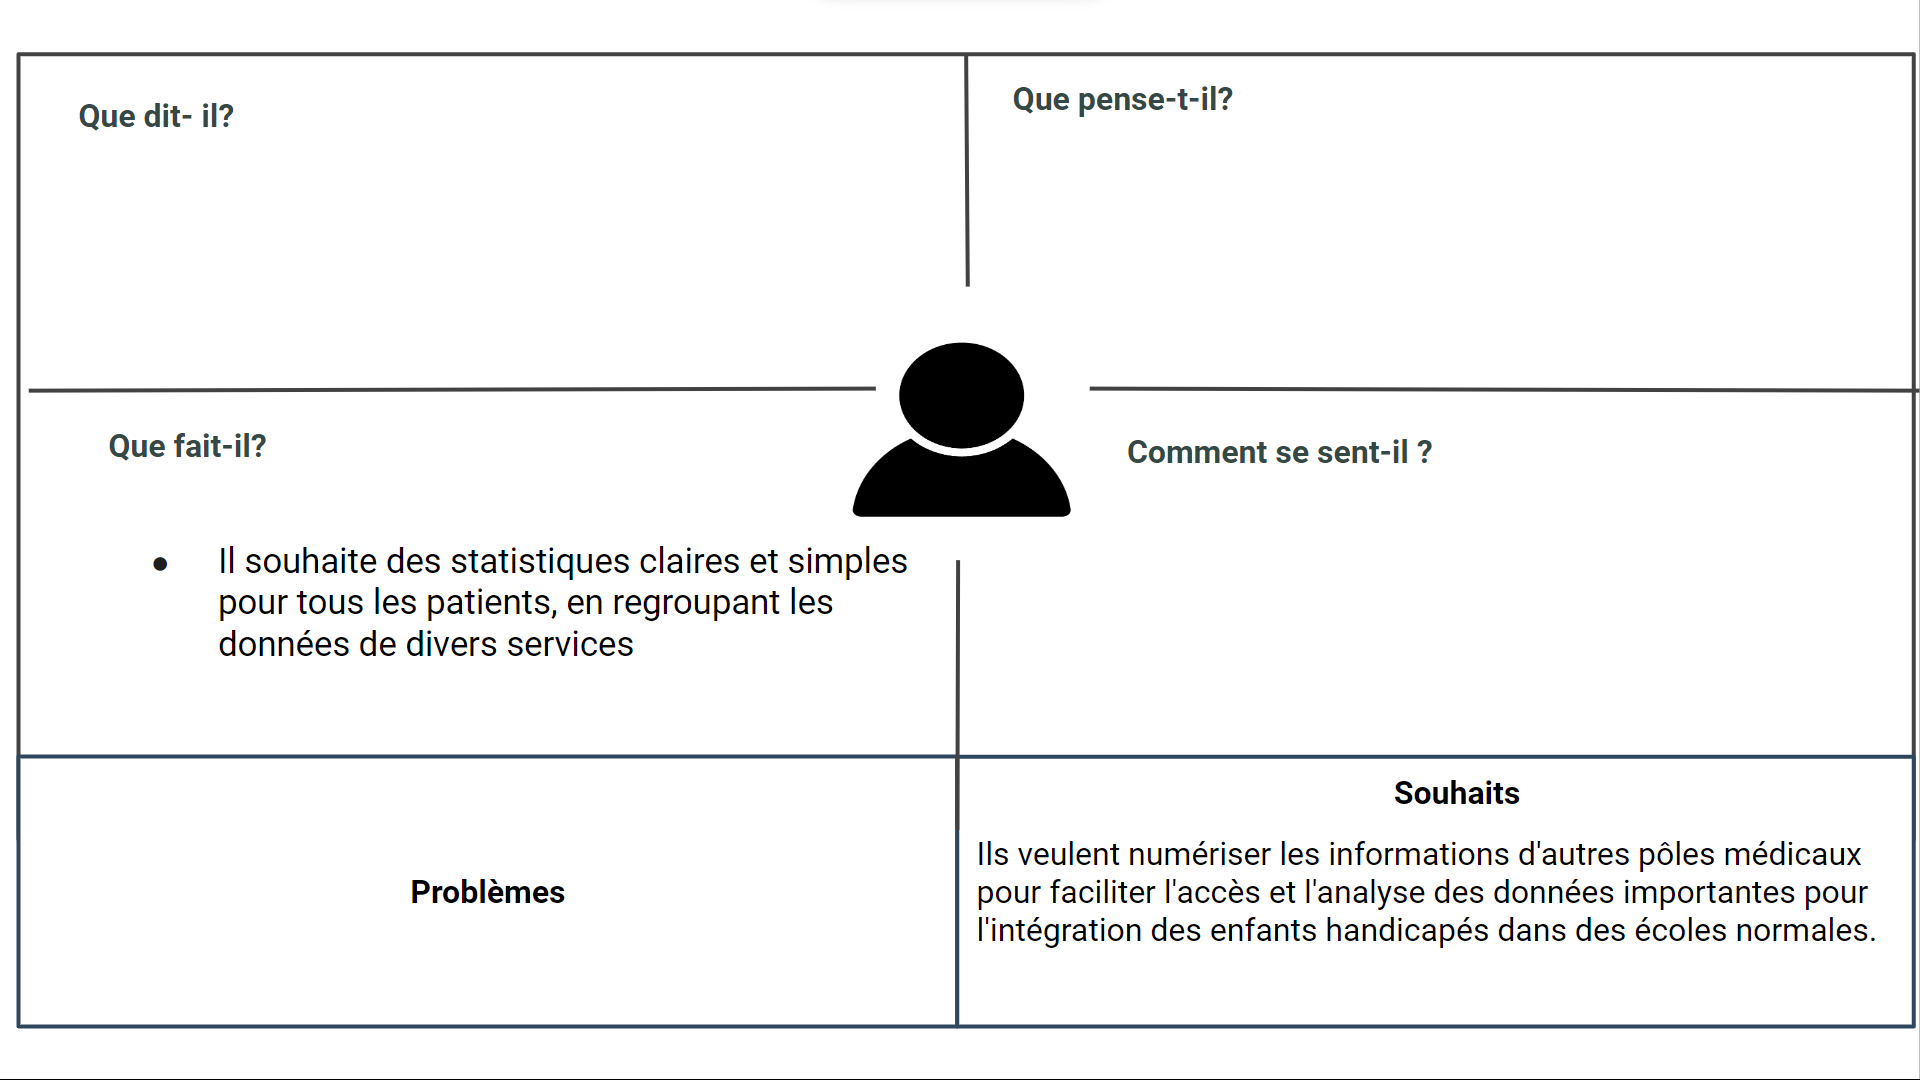 Que dit- il?
Que pense-t-il?
Que fait-il?
● Il souhaite des statistiques claires et simples
pour tous les patients, en regroupant les
données de divers services
Comment se sent-il ?
Problèmes
Souhaits
Ils veulent numériser les informations d'autres pôles médicaux
pour faciliter l'accès et l'analyse des données importantes pour
l'intégration des enfants handicapés dans des écoles normales.